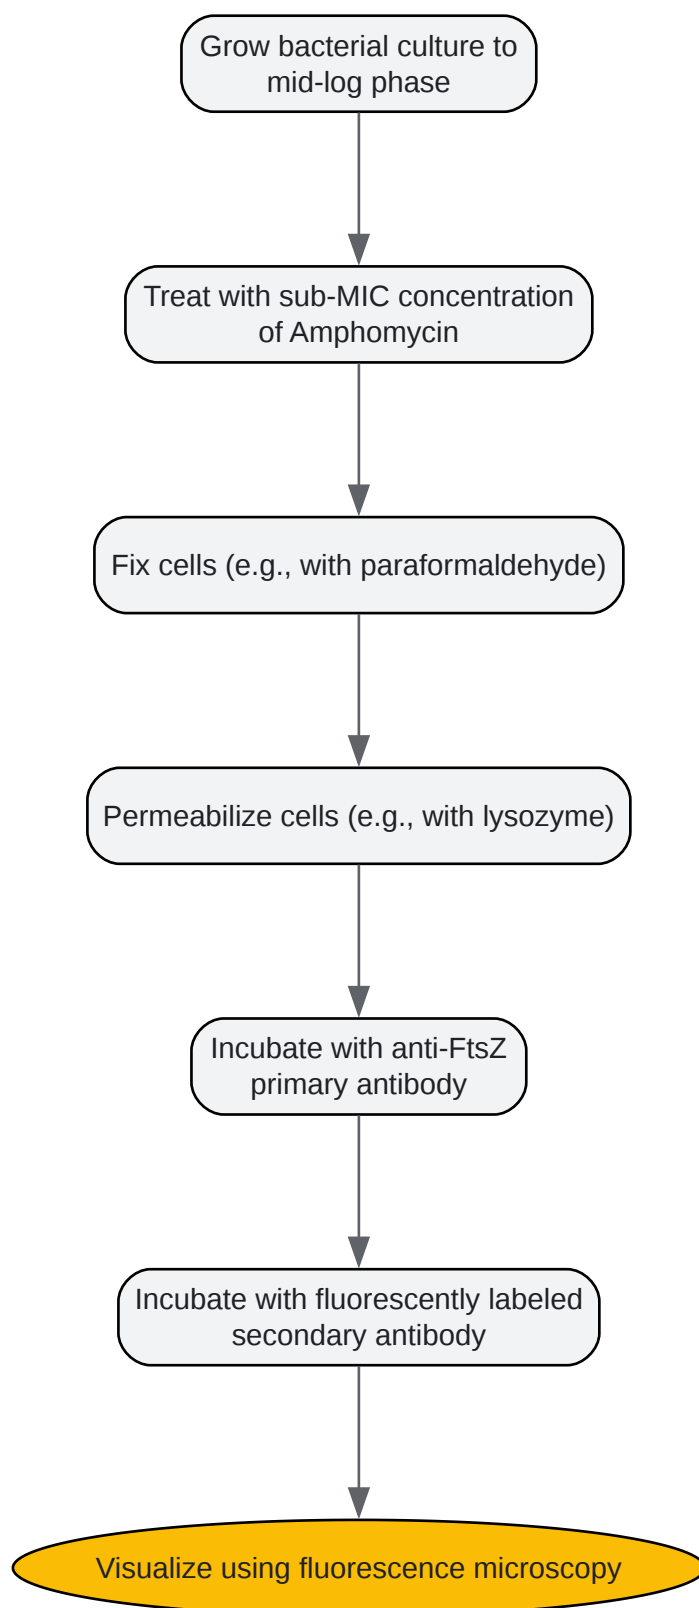 Grow bacterial culture to
mid-log phase
Treat with sub-MIC concentration
of Amphomycin
Fix cells (e.g., with paraformaldehyde)
Permeabilize cells (e.g., with lysozyme)
Incubate with anti-FtsZ
primary antibody
Incubate with fluorescently labeled
secondary antibody
Visualize using fluorescence microscopy